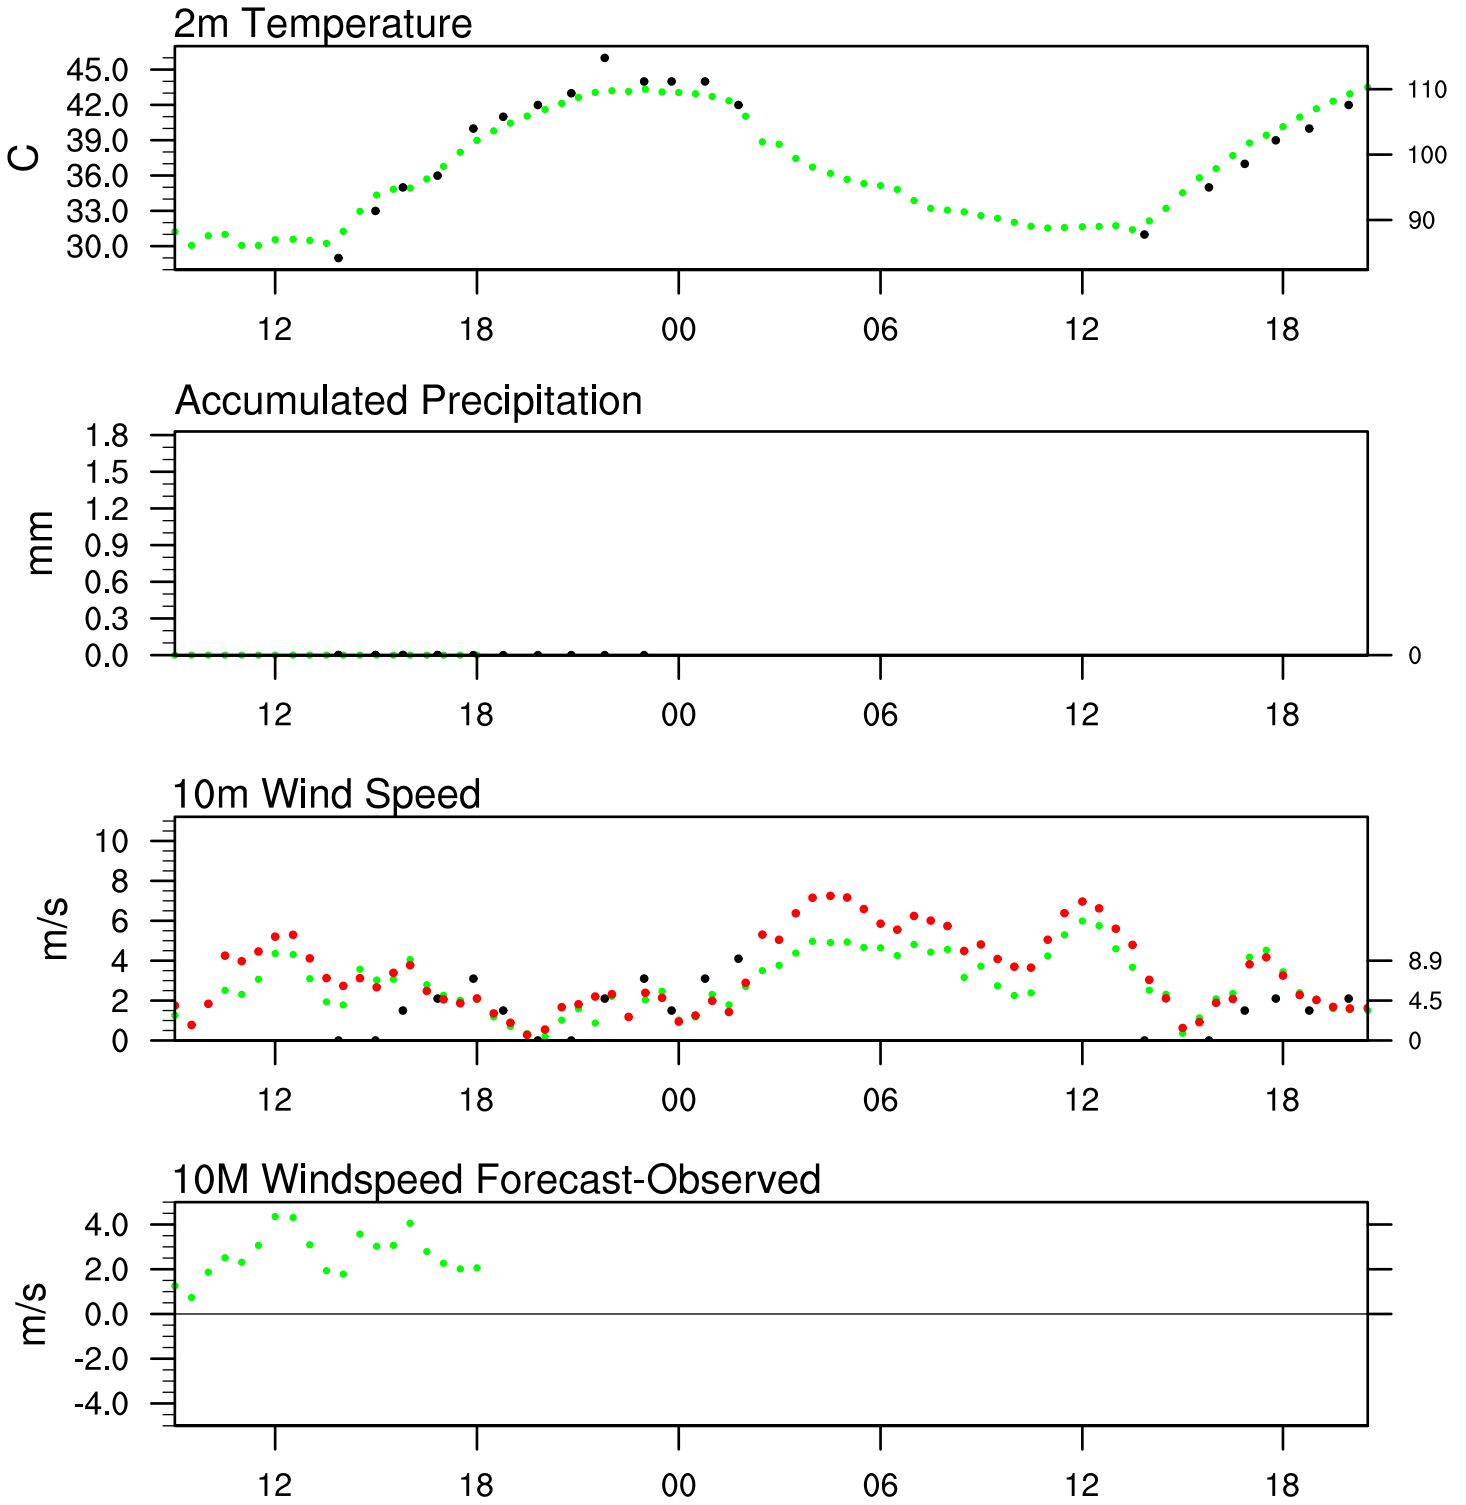 2m Temperature
45.0
42.0
39.0
36.0
33.0
30.0
C
110
100
90
12 18 00 06 12 18
Accumulated Precipitation
1.8
1.5
1.2
0.9
0.6
0.3
0.0
mm
0
12 18 00 06 12 18
10m Wind Speed
10
8
6
4
2
0
m/s
8.9
4.5
0
12 18 00 06 12 18
10M Windspeed Forecast-Observed
4.0
2.0
0.0
-2.0
-4.0
m/s
12 18 00 06 12 18